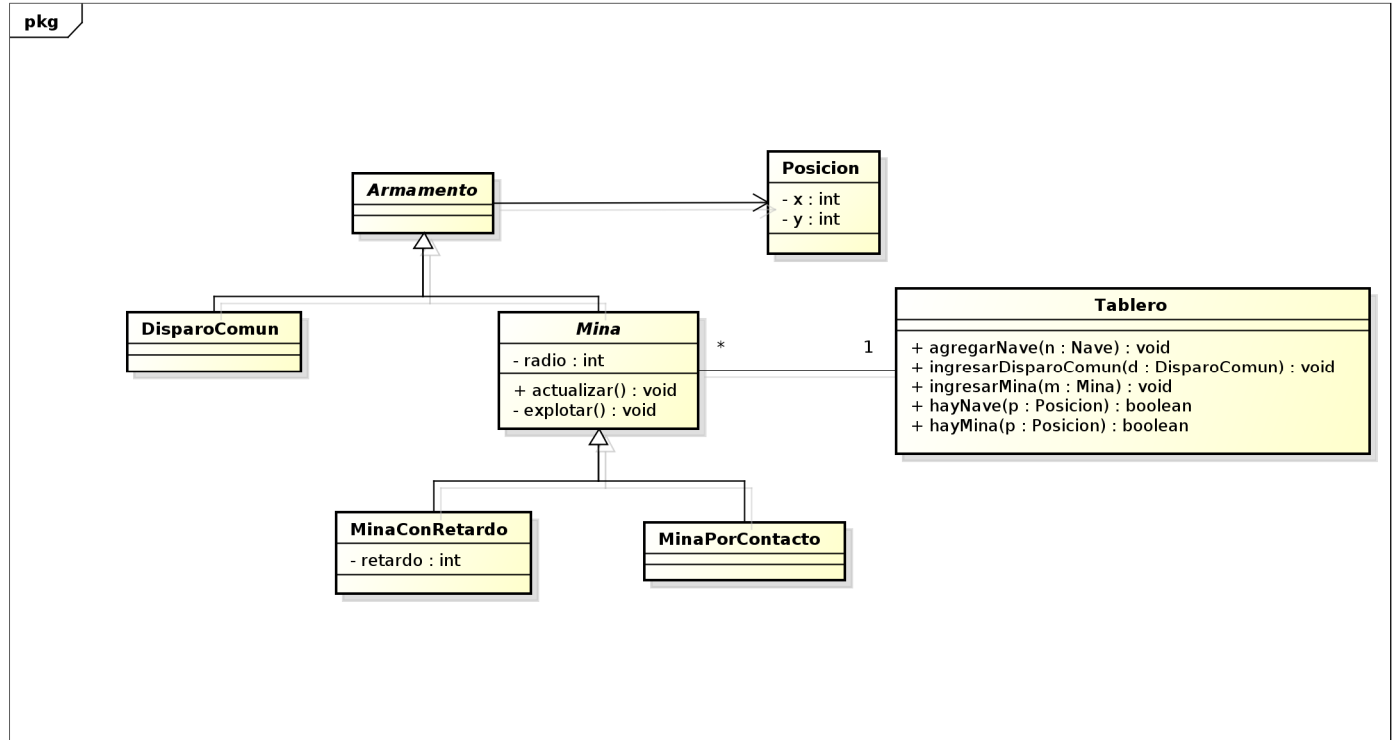 pkg
Armamento
Posicion
- x : int
- y : int
DisparoComun
Mina
- radio : int
+ actualizar() : void
- explotar() : void
*
1
Tablero
+ agregarNave(n : Nave) : void
+ ingresarDisparoComun(d : DisparoComun) : void
+ ingresarMina(m : Mina) : void
+ hayNave(p : Posicion) : boolean
+ hayMina(p : Posicion) : boolean
MinaConRetardo
- retardo : int
MinaPorContacto